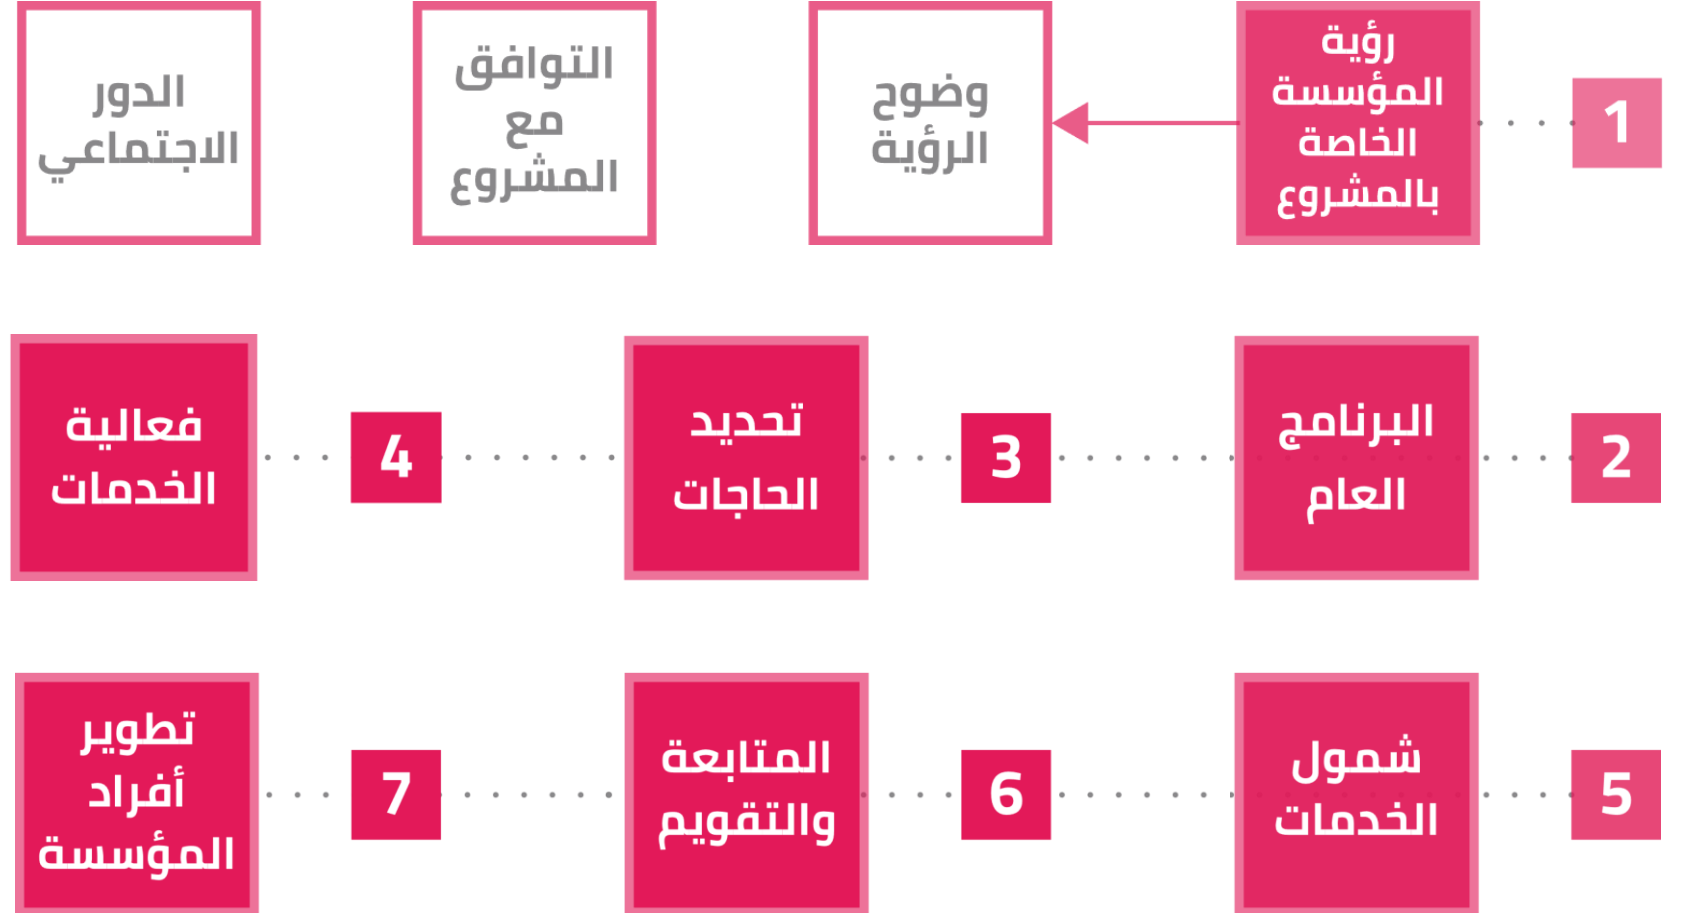 1
رؤية
المؤسسة
الخاصة
بالمشروع
وضوح
الرؤية
التوافق
مع
المشروع
الدور
الاجتماعي
2
البرنامج
العام
3
تحديد
الحاجات
4
فعالية
الخدمات
5
شمول
الخدمات
6
المتابعة
والتقويم
7
تطوير
أفراد
المؤسسة